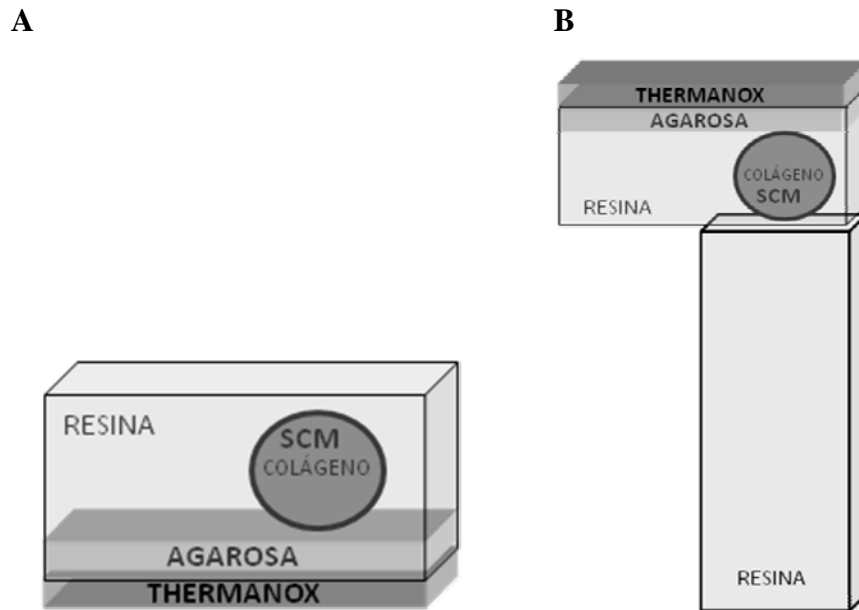 A
RESINA
SCM
COLÁGENO
AGAROSA
THERMANOX
B
THERMANOX
AGAROSA
COLÁGENO
SCM
RESINA
RESINA